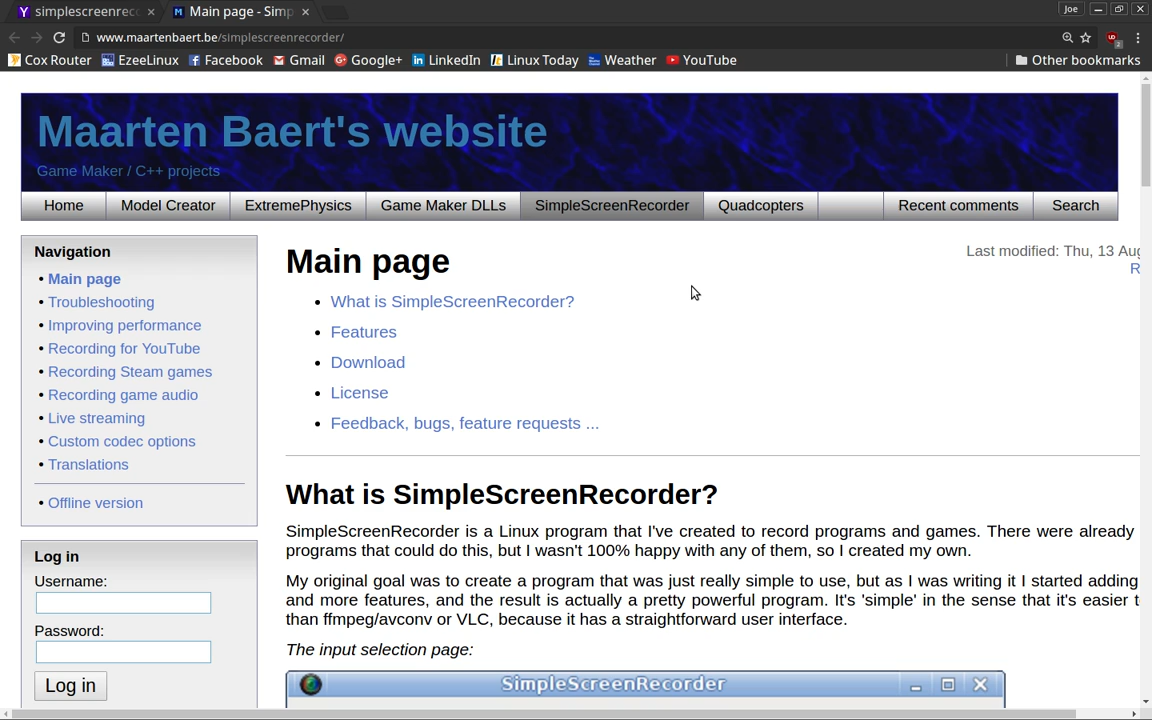 simplescreenrec
Main page - Simp
Joe
www.maartenbaert.be/simplescreenrecorder/
Cox Router
EzeeLinux
Facebook
Gmail
Google+
LinkedIn
Linux Today
Weather
YouTube
Other bookmarks
Maarten Baert's website
Game Maker / C++ projects
Home
Model Creator
ExtremePhysics
Game Maker DLLs
SimpleScreenRecorder
Quadcopters
Recent comments
Search
Navigation
• Main page
• Troubleshooting
• Improving performance
• Recording for YouTube
• Recording Steam games
• Recording game audio
• Live streaming
• Custom codec options
• Translations
• Offline version
Log in
Username:
Password:
Log in
Main page
Last modified: Thu, 13 Aug
R
• What is SimpleScreenRecorder?
• Features
• Download
• License
• Feedback, bugs, feature requests ...
What is SimpleScreenRecorder?
SimpleScreenRecorder is a Linux program that I've created to record programs and games. There were already
programs that could do this, but I wasn't 100% happy with any of them, so I created my own.
My original goal was to create a program that was just really simple to use, but as I was writing it I started adding
and more features, and the result is actually a pretty powerful program. It's 'simple' in the sense that it's easier t
than ffmpeg/avconv or VLC, because it has a straightforward user interface.
The input selection page:
SimpleScreenRecorder